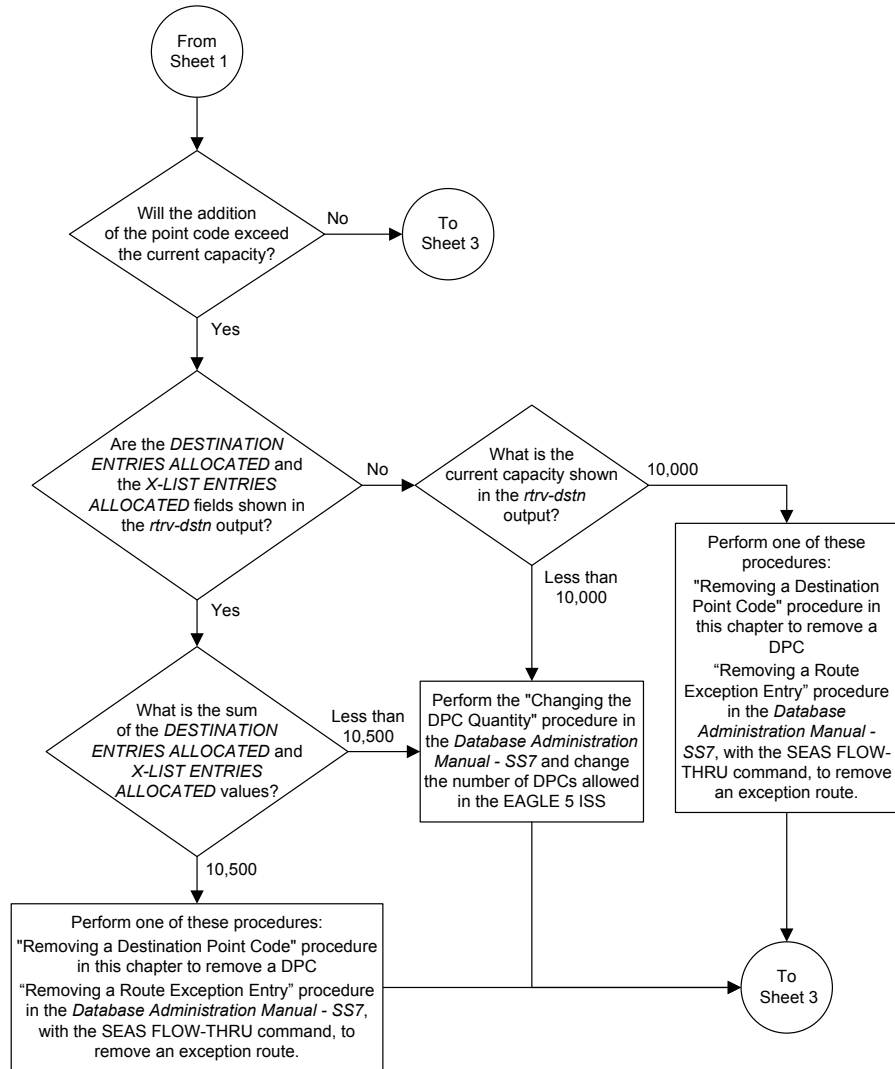 From
Sheet 1
Will the addition
of the point code exceed
the current capacity?
No
To
Sheet 3
Yes
Are the DESTINATION
ENTRIES ALLOCATED and
the X-LIST ENTRIES
ALLOCATED fields shown in
the rtrv-dstn output?
No
What is the
current capacity shown
in the rtrv-dstn
output?
10,000
Less than
10,000
Perform one of these
procedures:
"Removing a Destination
Point Code" procedure in
this chapter to remove a
DPC
“Removing a Route
Exception Entry” procedure
in the Database
Administration Manual -
SS7, with the SEAS FLOW-
THRU command, to remove
an exception route.
Yes
What is the sum
of the DESTINATION
ENTRIES ALLOCATED and
X-LIST ENTRIES
ALLOCATED values?
Less than
10,500
Perform the "Changing the
DPC Quantity" procedure in
the Database Administration
Manual - SS7 and change
the number of DPCs allowed
in the EAGLE 5 ISS
10,500
Perform one of these procedures:
"Removing a Destination Point Code" procedure
in this chapter to remove a DPC
“Removing a Route Exception Entry” procedure
in the Database Administration Manual - SS7,
with the SEAS FLOW-THRU command, to
remove an exception route.
To
Sheet 3